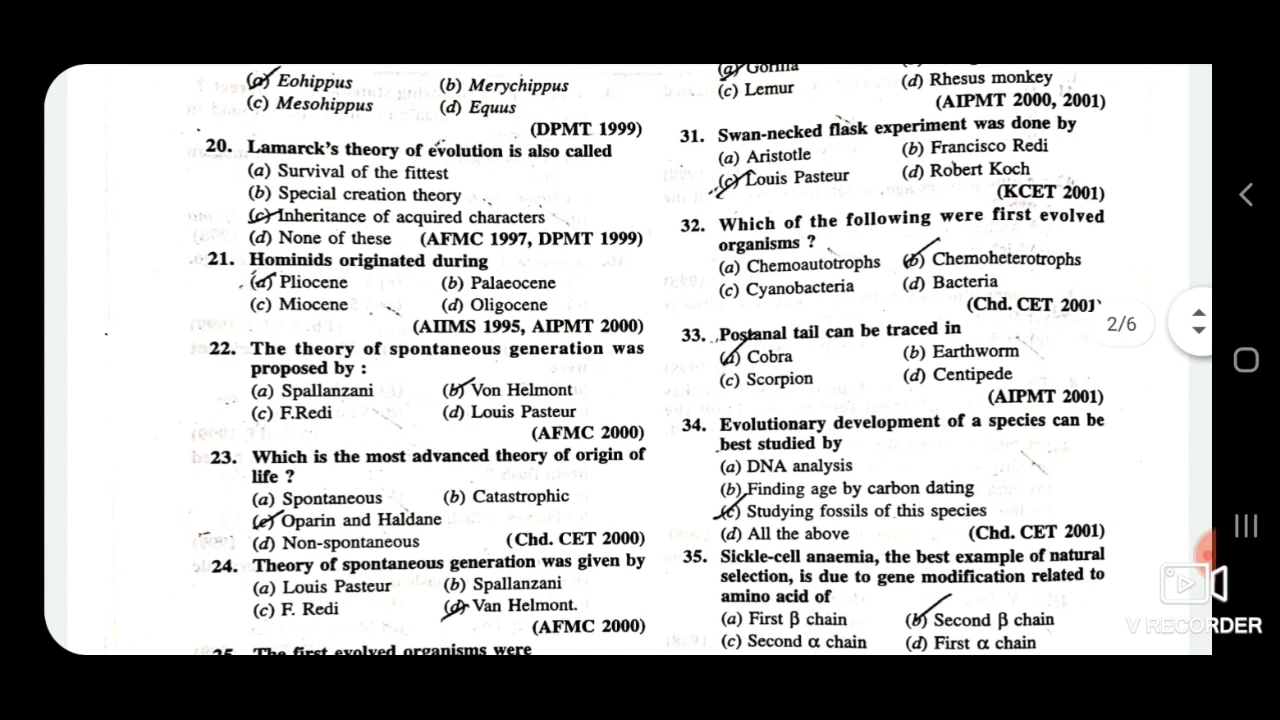 (a) Eohippus (b) Merychippus
(c) Mesohippus (d) Equus
(DPMT 1999)
20. Lamarck's theory of evolution is also called
(a) Survival of the fittest
(b) Special creation theory
(c) Inheritance of acquired characters
(d) None of these (AFMC 1997, DPMT 1999)
21. Hominids originated during
(a) Pliocene (b) Palaeocene
(c) Miocene (d) Oligocene
(AIIMS 1995, AIPMT 2000)
22. The theory of spontaneous generation was
proposed by :
(a) Spallanzani (b) Von Helmont
(c) F.Redi (d) Louis Pasteur
(AFMC 2000)
23. Which is the most advanced theory of origin of
life ?
(a) Spontaneous (b) Catastrophic
(c) Oparin and Haldane
(d) Non-spontaneous (Chd. CET 2000)
24. Theory of spontaneous generation was given by
(a) Louis Pasteur (b) Spallanzani
(c) F. Redi (d) Van Helmont.
(AFMC 2000)
25. The first evolved organisms were
(a) Gorilla
(c) Lemur (d) Rhesus monkey
(AIPMT 2000, 2001)
31. Swan-necked flask experiment was done by
(a) Aristotle (b) Francisco Redi
(c) Louis Pasteur (d) Robert Koch
(KCET 2001)
32. Which of the following were first evolved
organisms ?
(a) Chemoautotrophs (b) Chemoheterotrophs
(c) Cyanobacteria (d) Bacteria
(Chd. CET 2001)
33. Postanal tail can be traced in
(a) Cobra (b) Earthworm
(c) Scorpion (d) Centipede
(AIPMT 2001)
34. Evolutionary development of a species can be
best studied by
(a) DNA analysis
(b) Finding age by carbon dating
(c) Studying fossils of this species
(d) All the above (Chd. CET 2001)
35. Sickle-cell anaemia, the best example of natural
selection, is due to gene modification related to
amino acid of
(a) First β chain (b) Second β chain
(c) Second α chain (d) First α chain
2/6
V RECORDER